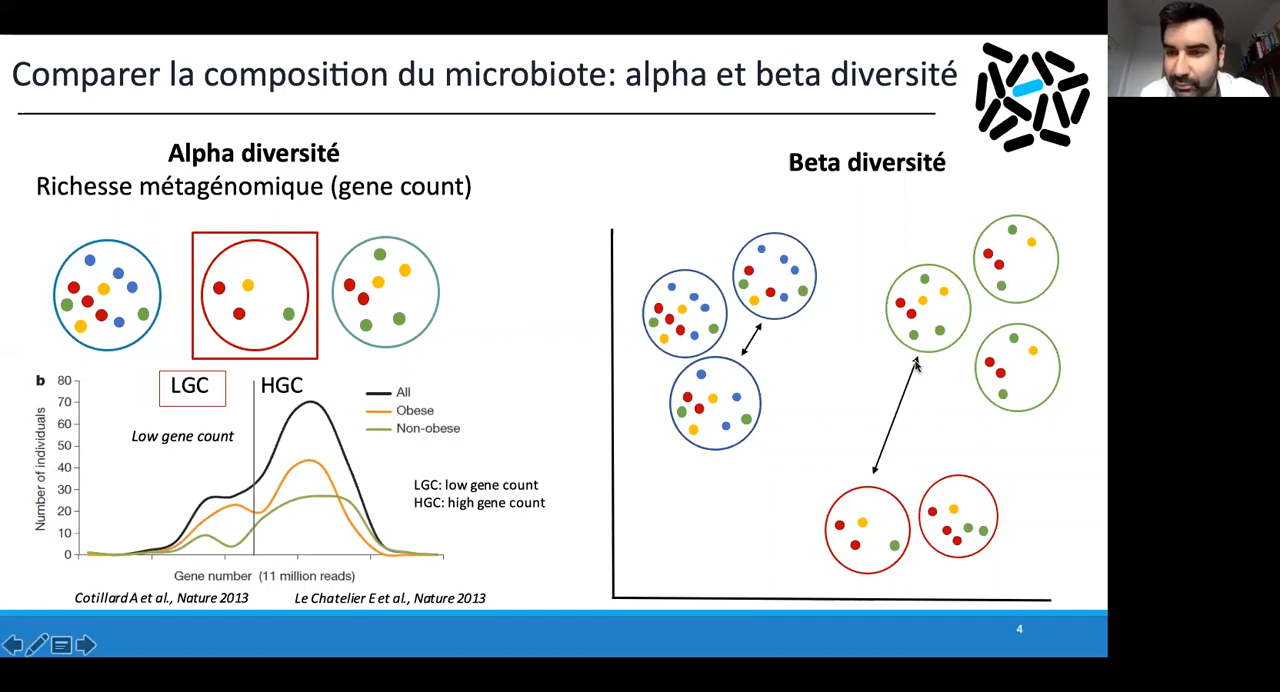 Comparer la composition du microbiote: alpha et beta diversité
Alpha diversité
Richesse métagénomique (gene count)
Beta diversité
b
80
70
60
50
40
30
20
10
0
Number of individuals
LGC
HGC
Low gene count
All
Obese
Non-obese
LGC: low gene count
HGC: high gene count
Gene number (11 million reads)
Cotillard A et al., Nature 2013
Le Chatelier E et al., Nature 2013
4